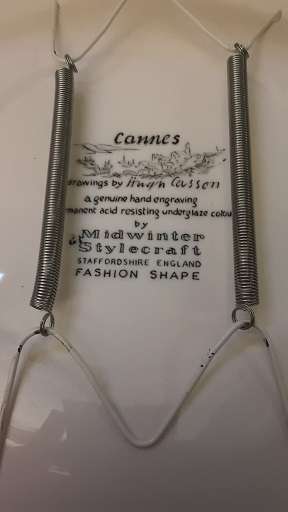 Cannes
drawings by Hugh Casson
a genuine hand engraving
manent acid resisting underglaze colou
by
Midwinter
Stylecraft
STAFFORDSHIRE ENGLAND
FASHION SHAPE